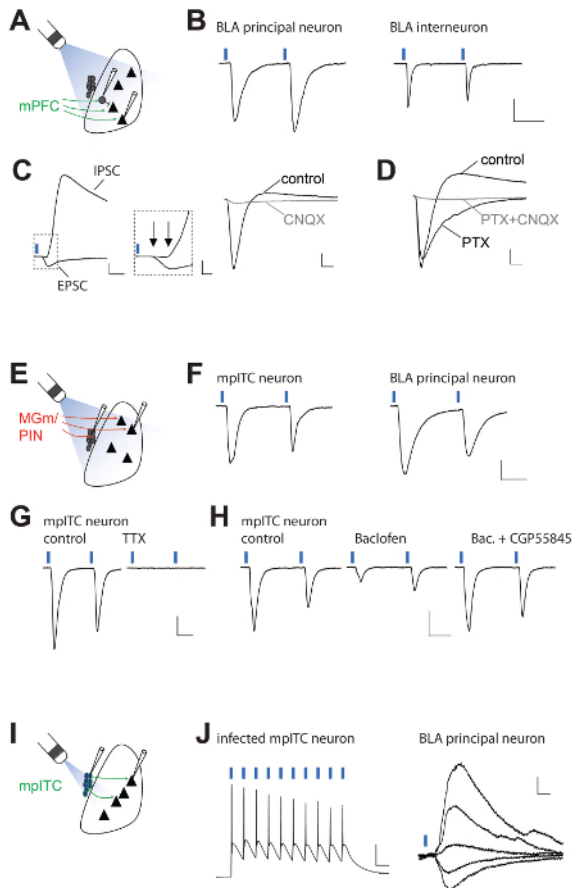 A
mPFC
B
BLA principal neuron
BLA interneuron
C
IPSC
EPSC
control
CNQX
D
control
PTX+CNQX
PTX
E
MGm/
PIN
F
mpITC neuron
BLA principal neuron
G
mpITC neuron
control
TTX
H
mpITC neuron
control
Baclofen
Bac. + CGP55845
I
mpITC
J
infected mpITC neuron
BLA principal neuron